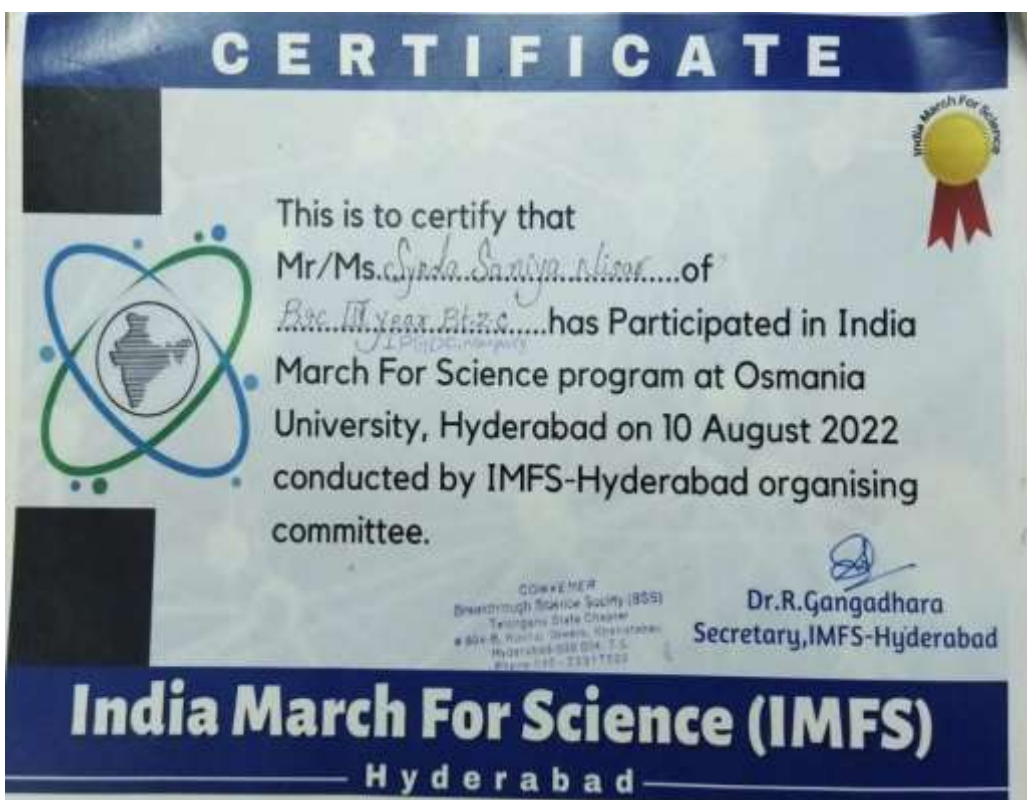 CERTIFICATE
India March For Science
This is to certify that
Mr/Ms. Syeda Saniya Nisar of
Bsc III year Bt.z.c has Participated in India
March For Science program at Osmania
University, Hyderabad on 10 August 2022
conducted by IMFS-Hyderabad organising
committee.
CONVENER
Breakthrough Science Society (BSS)
Telangana State Chapter
Dr.R.Gangadhara
Secretary,IMFS-Hyderabad
India March For Science (IMFS)
Hyderabad